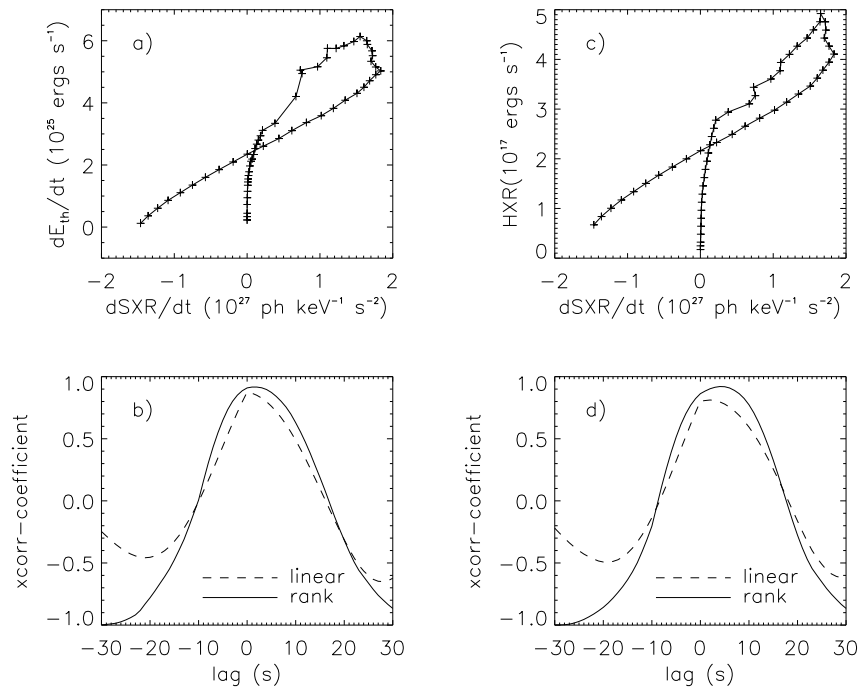 a)
dE_th/dt (10^25 ergs s^-1)
6
4
2
0
-2 -1 0 1 2
dSXR/dt (10^27 ph keV^-1 s^-2)
c)
HXR(10^17 ergs s^-1)
5
4
3
2
1
0
-2 -1 0 1 2
dSXR/dt (10^27 ph keV^-1 s^-2)
b)
xcorr-coefficient
1.0
0.5
0.0
-0.5
-1.0
linear
rank
-30 -20 -10 0 10 20 30
lag (s)
d)
xcorr-coefficient
1.0
0.5
0.0
-0.5
-1.0
linear
rank
-30 -20 -10 0 10 20 30
lag (s)